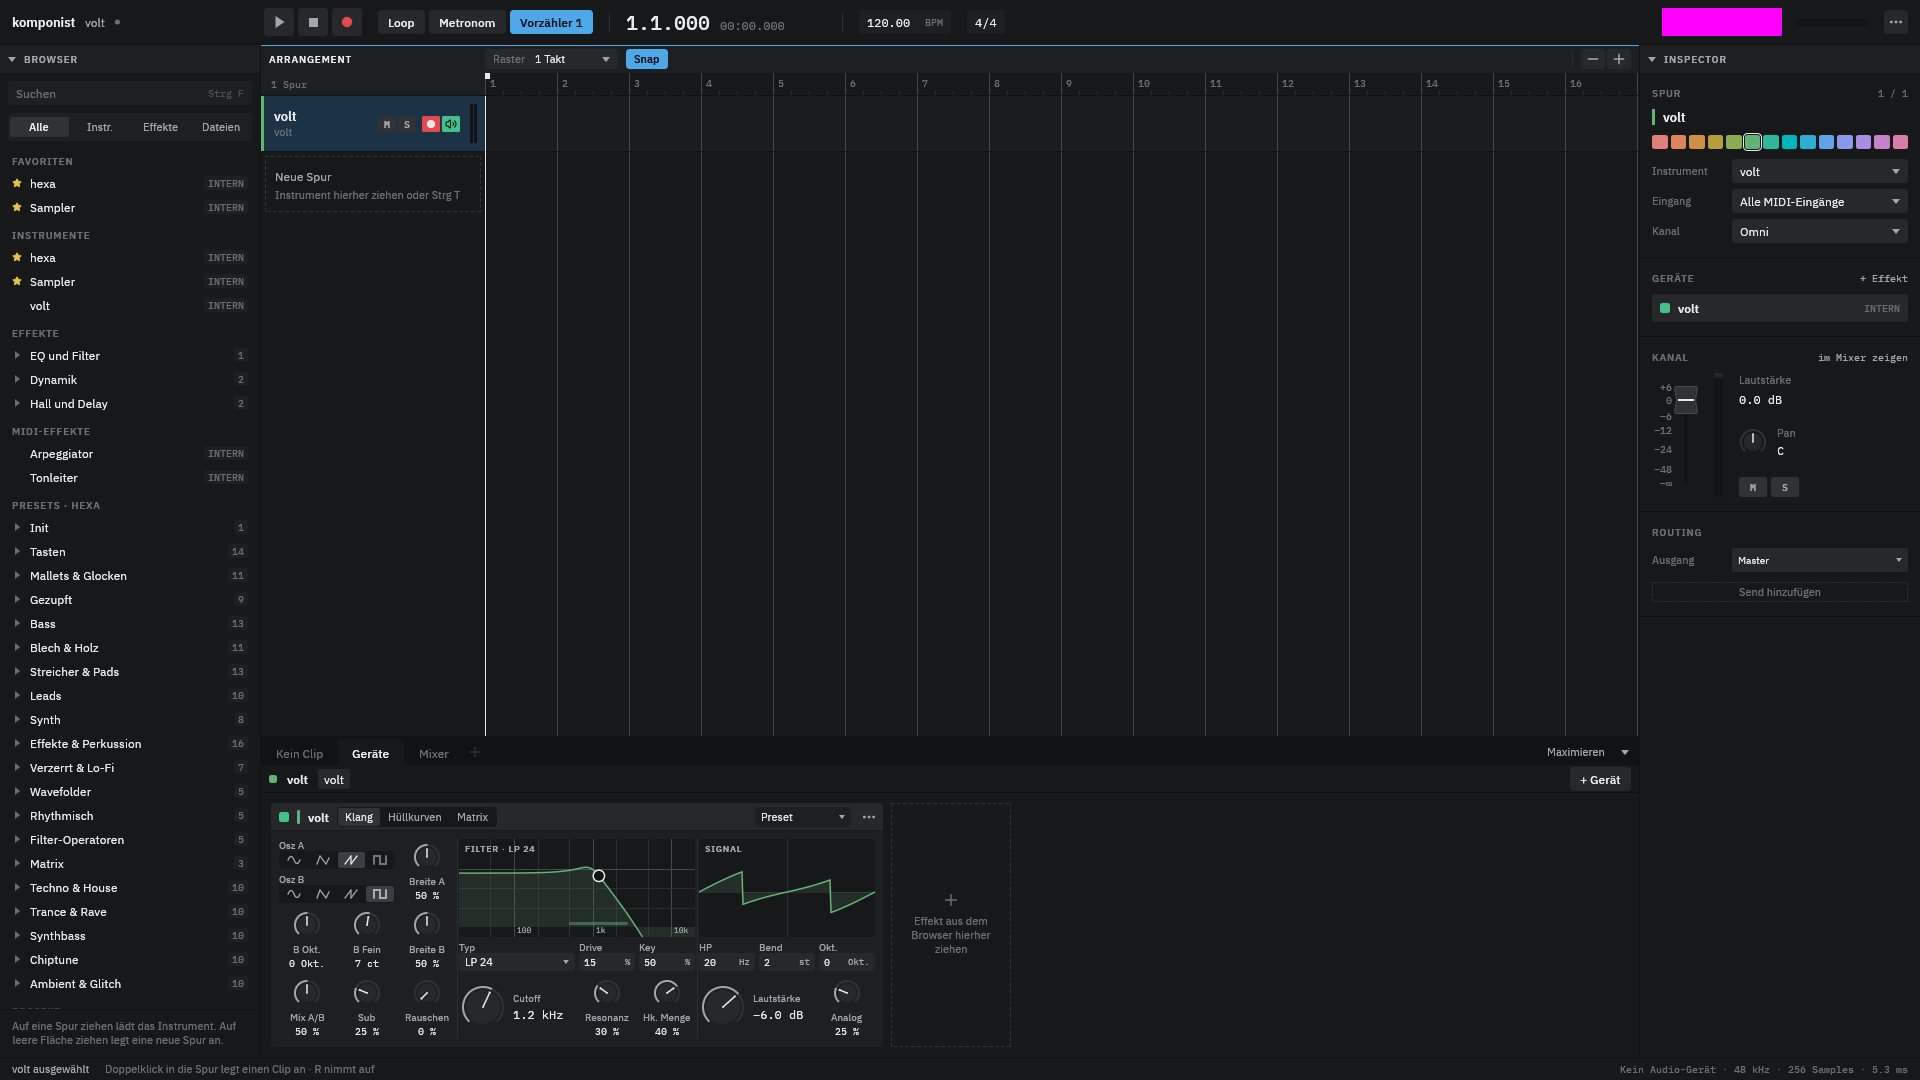 komponist volt
Loop Metronom Vorzähler 1
1.1.000 00:00.000
120.00 BPM 4/4
BROWSER
Suchen Strg F
Alle Instr. Effekte Dateien
FAVORITEN
hexa INTERN
Sampler INTERN
INSTRUMENTE
hexa INTERN
Sampler INTERN
volt INTERN
EFFEKTE
EQ und Filter 1
Dynamik 2
Hall und Delay 2
MIDI-EFFEKTE
Arpeggiator INTERN
Tonleiter INTERN
PRESETS · HEXA
Init 1
Tasten 14
Mallets & Glocken 11
Gezupft 9
Bass 13
Blech & Holz 11
Streicher & Pads 13
Leads 10
Synth 8
Effekte & Perkussion 16
Verzerrt & Lo-Fi 7
Wavefolder 5
Rhythmisch 5
Filter-Operatoren 5
Matrix 3
Techno & House 10
Trance & Rave 10
Synthbass 10
Chiptune 10
Ambient & Glitch 10
Auf eine Spur ziehen lädt das Instrument. Auf
leere Fläche ziehen legt eine neue Spur an.
ARRANGEMENT
Raster 1 Takt Snap
1 Spur
1 2 3 4 5 6 7 8 9 10 11 12 13 14 15 16
volt
volt
M S
Neue Spur
Instrument hierher ziehen oder Strg T
Kein Clip Geräte Mixer
Maximieren
volt volt
+ Gerät
volt Klang Hüllkurven Matrix Preset
Osz A
Osz B
Breite A
50 %
B Okt.
0 Okt.
B Fein
7 ct
Breite B
50 %
Mix A/B
50 %
Sub
25 %
Rauschen
0 %
FILTER · LP 24
100 1k 10k
Typ Drive Key
LP 24 15 % 50 %
Cutoff
1.2 kHz
Resonanz
30 %
Hk. Menge
40 %
SIGNAL
HP Bend Okt.
20 Hz 2 st 0 Okt.
Lautstärke
−6.0 dB
Analog
25 %
Effekt aus dem
Browser hierher
ziehen
INSPECTOR
SPUR 1 / 1
volt
Instrument volt
Eingang Alle MIDI-Eingänge
Kanal Omni
GERÄTE + Effekt
volt INTERN
KANAL im Mixer zeigen
+6
0
−6
−12
−24
−48
−∞
Lautstärke
0.0 dB
Pan
C
M S
ROUTING
Ausgang Master
Send hinzufügen
volt ausgewählt Doppelklick in die Spur legt einen Clip an · R nimmt auf
Kein Audio-Gerät · 48 kHz · 256 Samples · 5.3 ms